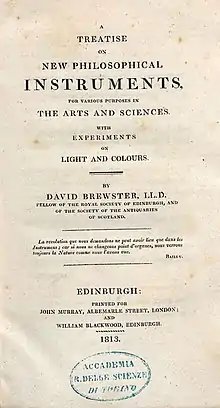 A
TREATISE
ON
NEW PHILOSOPHICAL
INSTRUMENTS,
FOR VARIOUS PURPOSES IN
THE ARTS AND SCIENCES.
WITH
EXPERIMENTS
ON
LIGHT AND COLOURS.
BY
DAVID BREWSTER, LL.D.
FELLOW OF THE ROYAL SOCIETY OF EDINBURGH, AND
OF THE SOCIETY OF THE ANTIQUARIES
OF SCOTLAND.
La revolution que nous demandons ne peut avoir lieu que dans les
Instrumens; car si nous ne changeons point d'organes, nous verrons
toujours la Nature comme nous l'avons vue.
BAILLY.
EDINBURGH:
PRINTED FOR
JOHN MURRAY, ALBEMARLE STREET, LONDON;
AND
WILLIAM BLACKWOOD, EDINBURGH.
1813.
ACCADEMIA
R. DELLE SCIENZE
DI TORINO